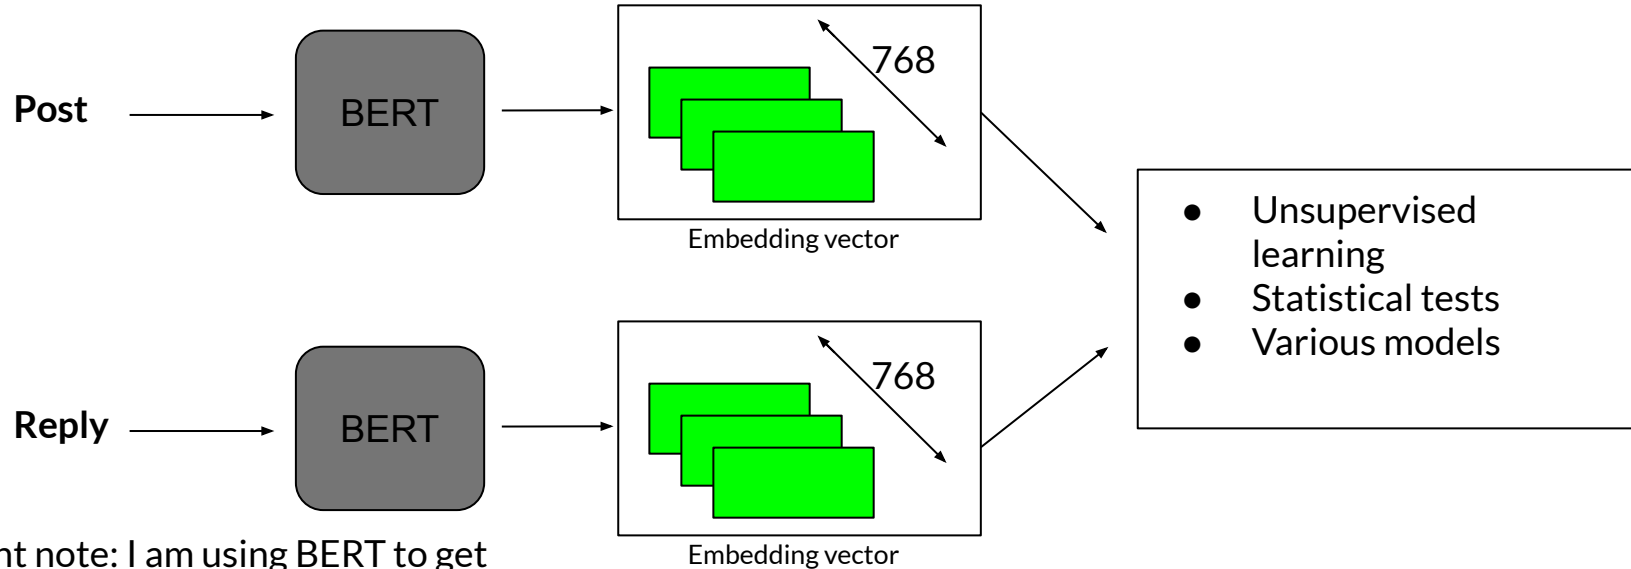 Post
BERT
768
Embedding vector
Reply
BERT
768
Embedding vector
● Unsupervised
learning
● Statistical tests
● Various models
nt note: I am using BERT to get